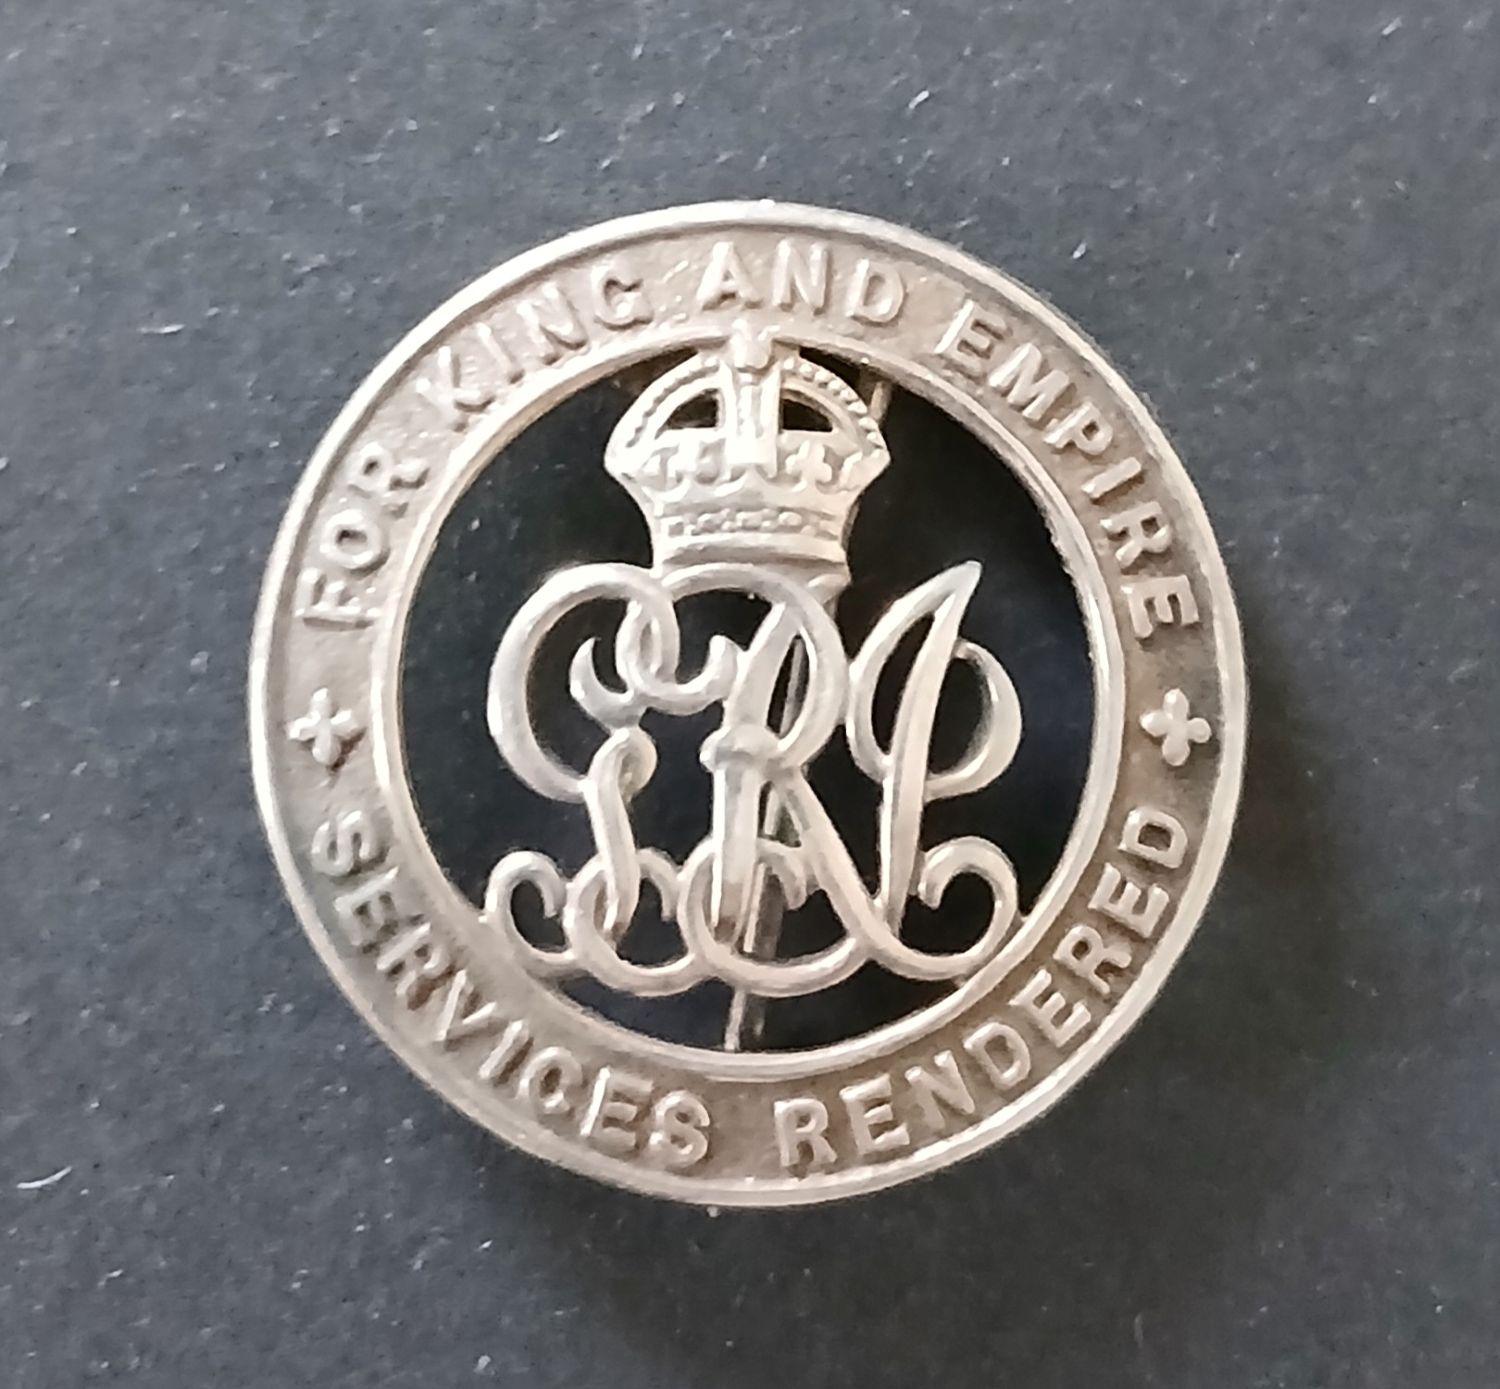 FOR KING AND EMPIRE
SERVICES RENDERED
GRI